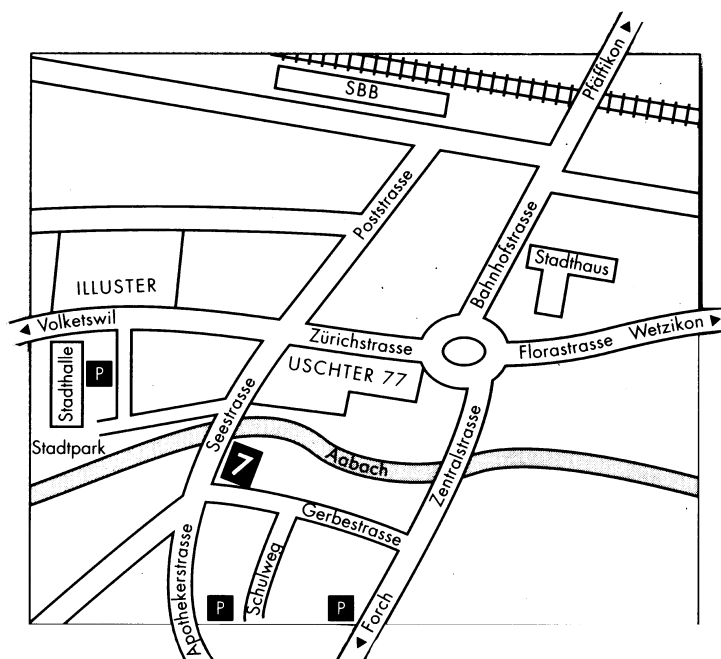 Pfäffikon
SBB
Poststrasse
Bahnhofstrasse
Stadthaus
ILLUSTER
Volketswil
Zürichstrasse
Florastrasse
Wetzikon
Stadthalle
P
USCHTER 77
Seestrasse
Stadtpark
7
Aabach
Zentralstrasse
Gerbestrasse
Apothekerstrasse
P
Schulweg
P
Forch